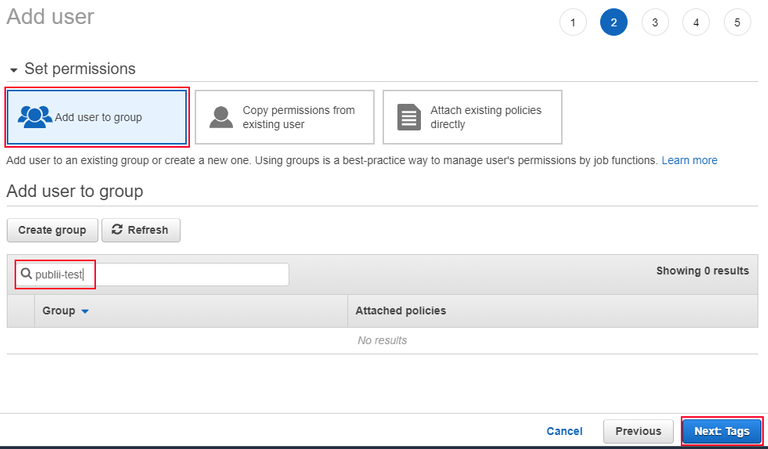 Add user
1 2 3 4 5
Set permissions
Add user to group
Copy permissions from
existing user
Attach existing policies
directly
Add user to an existing group or create a new one. Using groups is a best-practice way to manage user's permissions by job functions. Learn more
Add user to group
Create group Refresh
publii-test
Showing 0 results
Group Attached policies
No results
Cancel Previous Next: Tags